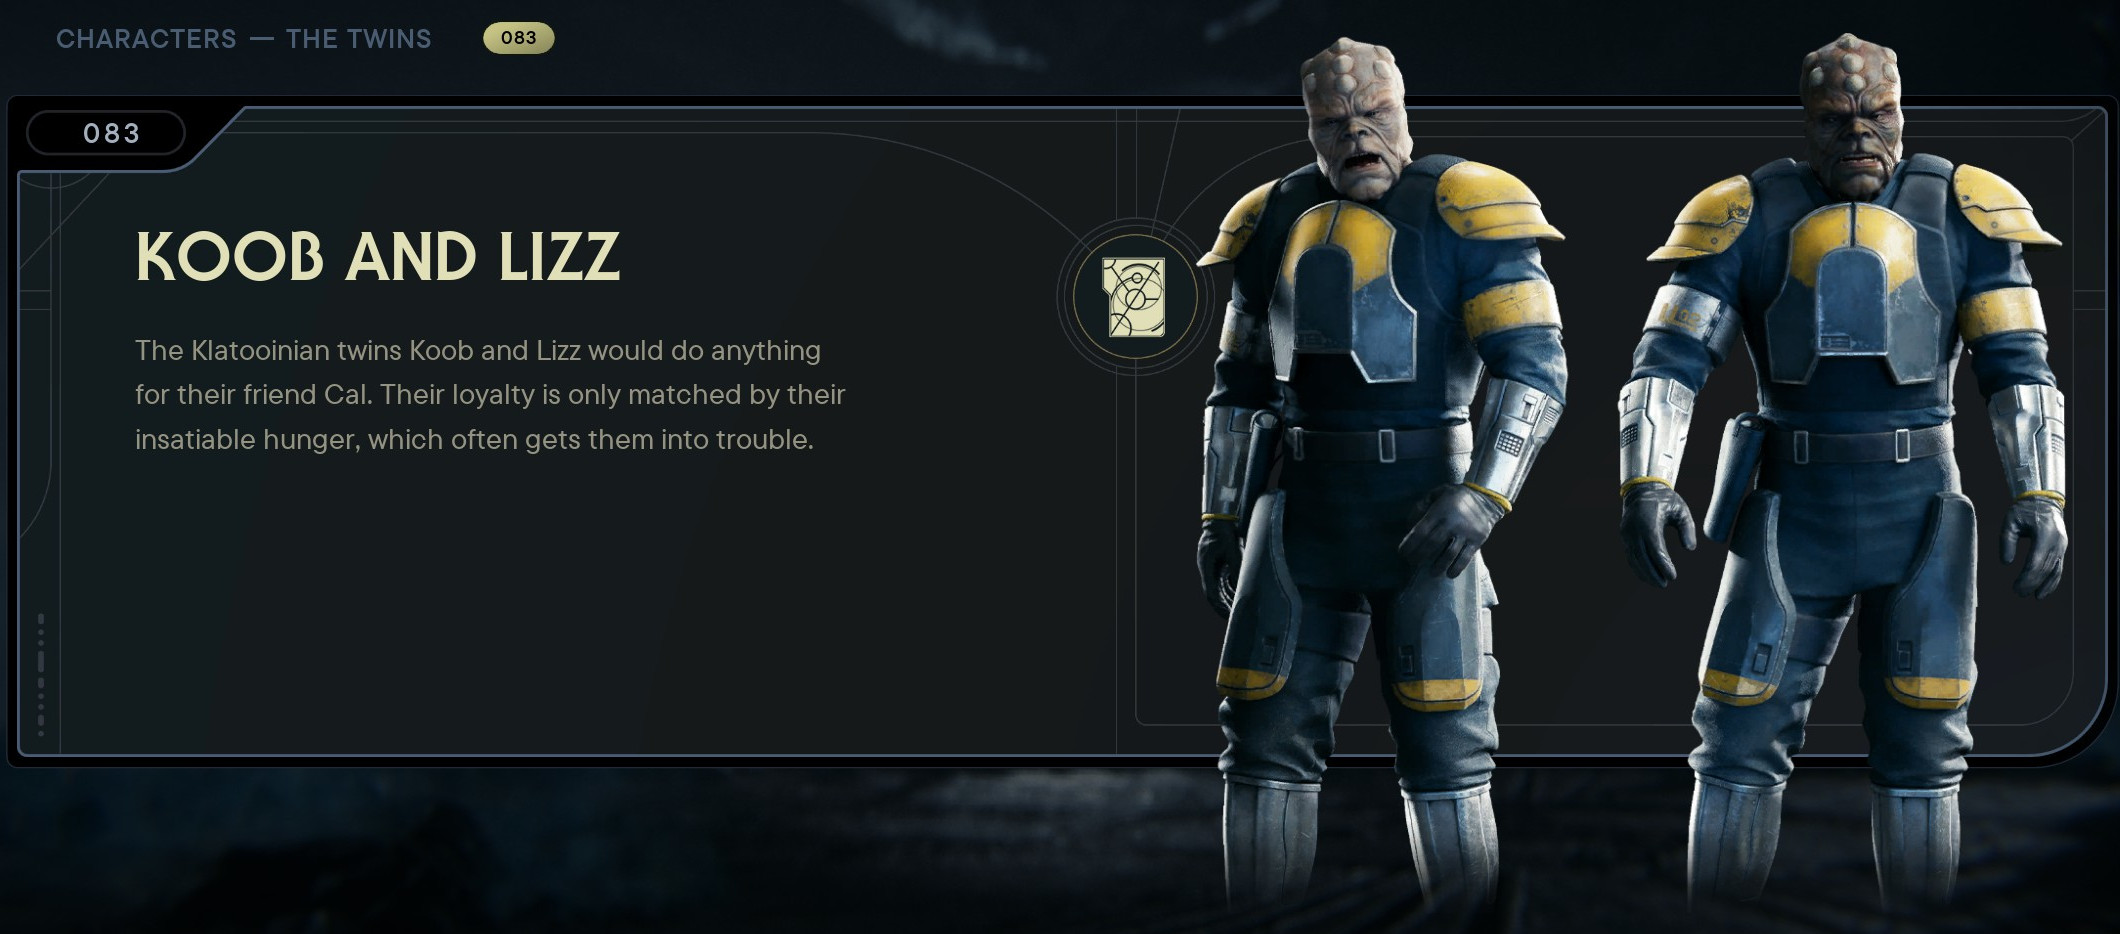 CHARACTERS — THE TWINS 083
083
KOOB AND LIZZ
The Klatooinian twins Koob and Lizz would do anything
for their friend Cal. Their loyalty is only matched by their
insatiable hunger, which often gets them into trouble.